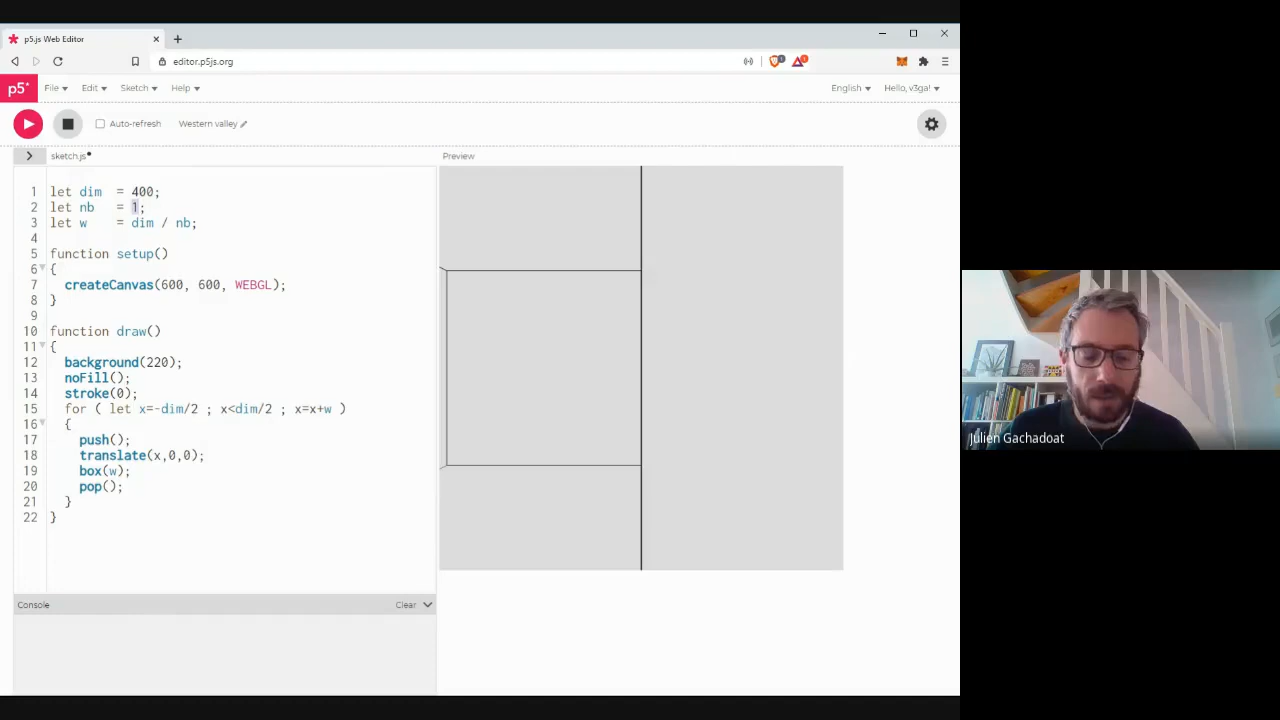 p5.js Web Editor
editor.p5js.org
p5* File Edit Sketch Help English Hello, v3ga!
Auto-refresh Western valley
sketch.js
Preview
1 let dim = 400;
2 let nb = 1;
3 let w = dim / nb;
4
5 function setup()
6 {
7 createCanvas(600, 600, WEBGL);
8 }
9
10 function draw()
11 {
12 background(220);
13 noFill();
14 stroke(0);
15 for ( let x=-dim/2 ; x<dim/2 ; x=x+w )
16 {
17 push();
18 translate(x,0,0);
19 box(w);
20 pop();
21 }
22 }
Console Clear
Julien Gachadoat